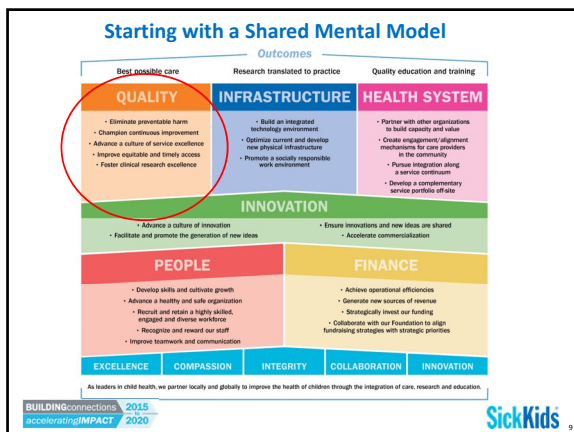 Starting with a Shared Mental Model
Outcomes
Best possible care
Research translated to practice
Quality education and training
QUALITY
• Eliminate preventable harm
• Champion continuous improvement
• Advance a culture of service excellence
• Improve equitable and timely access
• Foster clinical research excellence
INFRASTRUCTURE
• Build an integrated
technology environment
• Optimize current and develop
new physical infrastructure
• Promote a socially responsible
work environment
HEALTH SYSTEM
• Partner with other organizations
to build capacity and value
• Create engagement/alignment
mechanisms for care providers
in the community
• Pursue integration along
a service continuum
• Develop a complementary
service portfolio off-site
INNOVATION
• Advance a culture of innovation
• Facilitate and promote the generation of new ideas
• Ensure innovations and new ideas are shared
• Accelerate commercialization
PEOPLE
• Develop skills and cultivate growth
• Advance a healthy and safe organization
• Recruit and retain a highly skilled,
engaged and diverse workforce
• Recognize and reward our staff
• Improve teamwork and communication
FINANCE
• Achieve operational efficiencies
• Generate new sources of revenue
• Strategically invest our funding
• Collaborate with our Foundation to align
fundraising strategies with strategic priorities
EXCELLENCE
COMPASSION
INTEGRITY
COLLABORATION
INNOVATION
As leaders in child health, we partner locally and globally to improve the health of children through the integration of care, research and education.
BUILDINGconnections 2015
to
acceleratingIMPACT 2020
SickKids
9